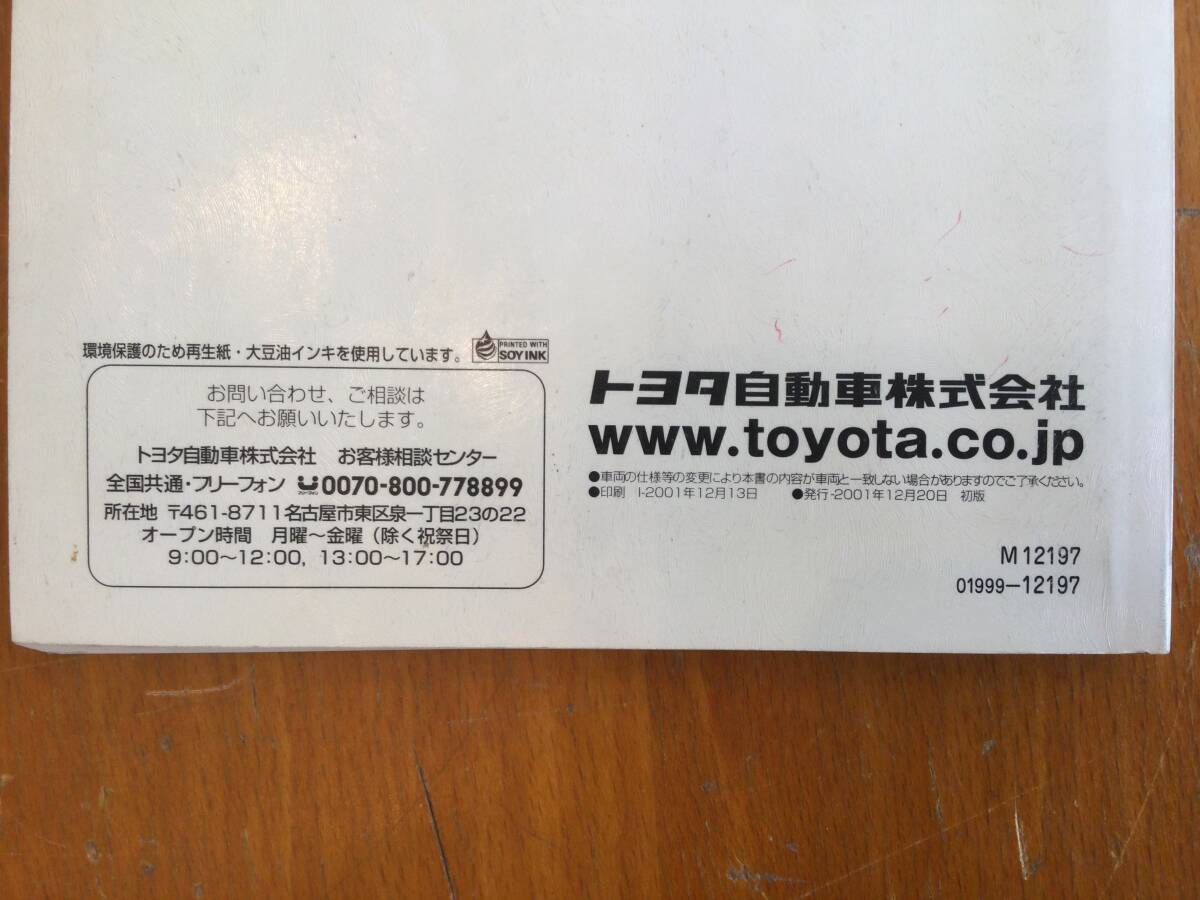 環境保護のため再生紙・大豆油インキを使用しています。
PRINTED WITH
SOY INK
お問い合わせ、ご相談は
下記へお願いいたします。
トヨタ自動車株式会社 お客様相談センター
全国共通・フリーフォン 0070-800-778899
所在地 〒461-8711 名古屋市東区泉一丁目23の22
オープン時間 月曜～金曜（除く祝祭日）
9:00～12:00, 13:00～17:00
トヨタ自動車株式会社
www.toyota.co.jp
●車両の仕様等の変更により本書の内容が車両と一致しない場合がありますのでご了承ください。
●印刷 I-2001年12月13日 ●発行-2001年12月20日 初版
M 12197
01999-12197